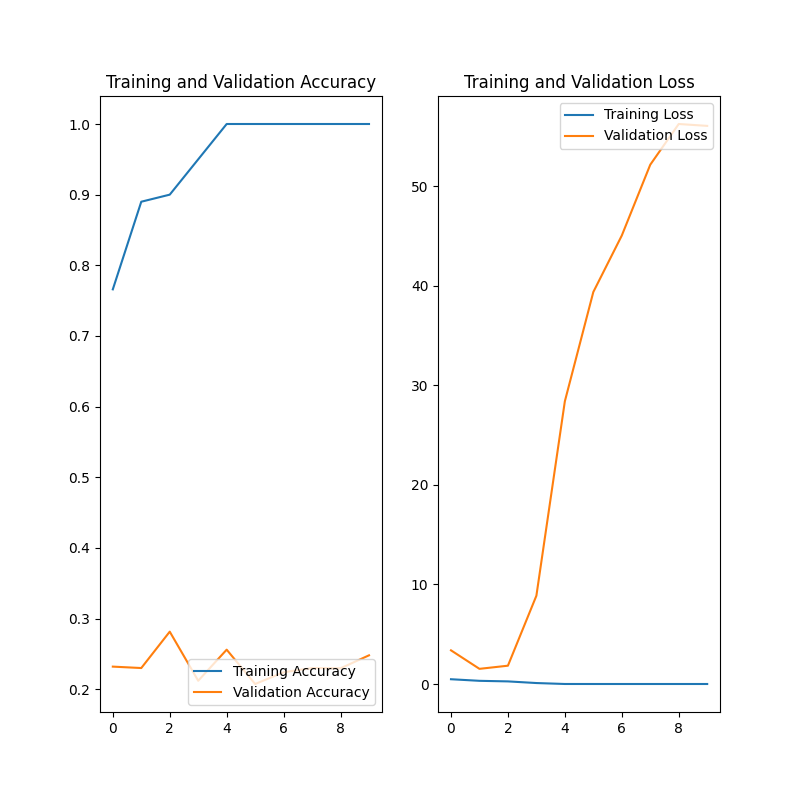 Training and Validation Accuracy
1.0
0.9
0.8
0.7
0.6
0.5
0.4
0.3
0.2
0 2 4 6 8
Training Accuracy
Validation Accuracy
Training and Validation Loss
50
40
30
20
10
0
0 2 4 6 8
Training Loss
Validation Loss